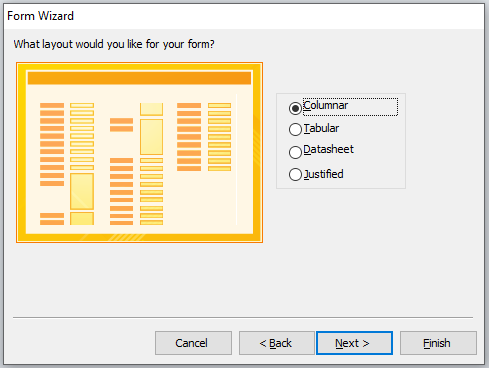 Form Wizard
What layout would you like for your form?
Columnar
Tabular
Datasheet
Justified
Cancel
< Back
Next >
Finish